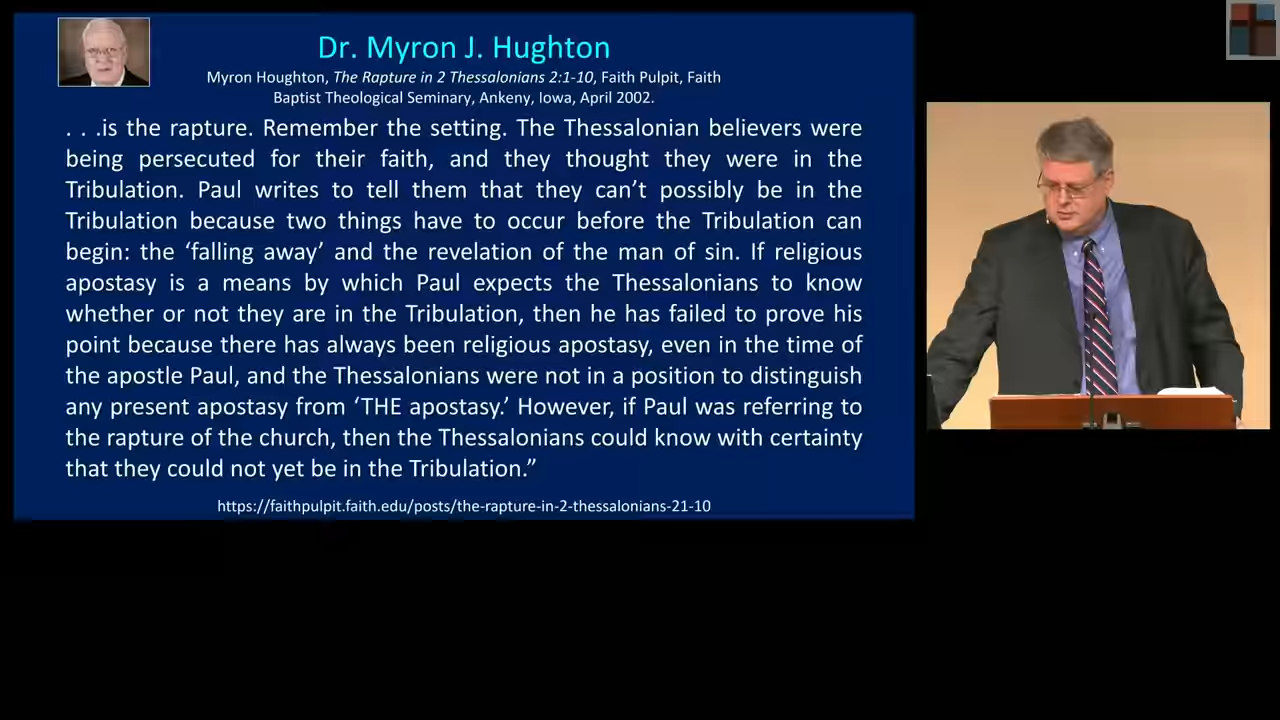 Dr. Myron J. Hughton
Myron Houghton, The Rapture in 2 Thessalonians 2:1-10, Faith Pulpit, Faith
Baptist Theological Seminary, Ankeny, Iowa, April 2002.
. . .is the rapture. Remember the setting. The Thessalonian believers were
being persecuted for their faith, and they thought they were in the
Tribulation. Paul writes to tell them that they can’t possibly be in the
Tribulation because two things have to occur before the Tribulation can
begin: the ‘falling away’ and the revelation of the man of sin. If religious
apostasy is a means by which Paul expects the Thessalonians to know
whether or not they are in the Tribulation, then he has failed to prove his
point because there has always been religious apostasy, even in the time of
the apostle Paul, and the Thessalonians were not in a position to distinguish
any present apostasy from ‘THE apostasy.’ However, if Paul was referring to
the rapture of the church, then the Thessalonians could know with certainty
that they could not yet be in the Tribulation.”
https://faithpulpit.faith.edu/posts/the-rapture-in-2-thessalonians-21-10